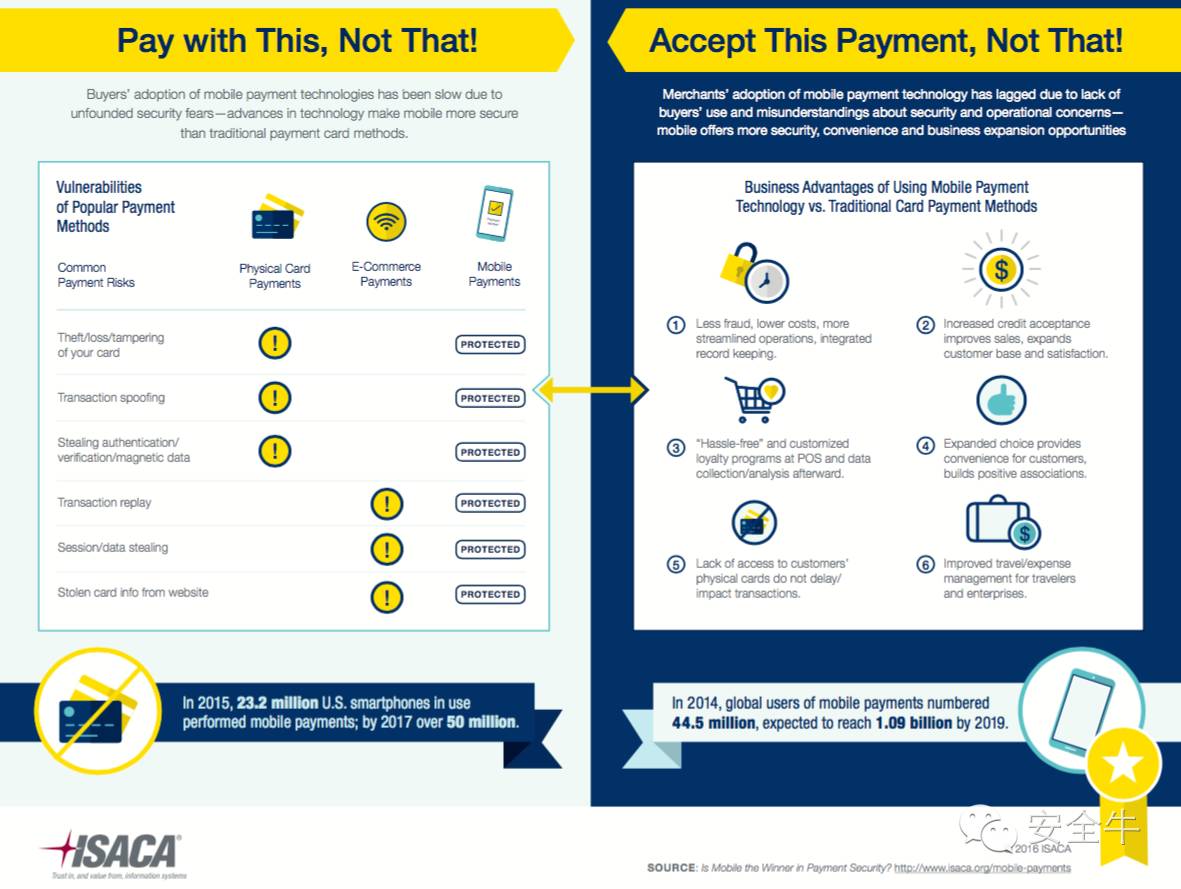 Pay with This, Not That!
Buyers’ adoption of mobile payment technologies has been slow due to
unfounded security fears—advances in technology make mobile more secure
than traditional payment card methods.
Vulnerabilities
of Popular Payment
Methods
Common
Payment Risks
Physical Card
Payments
E-Commerce
Payments
Mobile
Payments
Theft/loss/tampering
of your card
!
PROTECTED
Transaction spoofing
!
PROTECTED
Stealing authentication/
verification/magnetic data
!
PROTECTED
Transaction replay
!
PROTECTED
Session/data stealing
!
PROTECTED
Stolen card info from website
!
PROTECTED
In 2015, 23.2 million U.S. smartphones in use
performed mobile payments; by 2017 over 50 million.
Accept This Payment, Not That!
Merchants’ adoption of mobile payment technology has lagged due to lack of
buyers’ use and misunderstandings about security and operational concerns—
mobile offers more security, convenience and business expansion opportunities
Business Advantages of Using Mobile Payment
Technology vs. Traditional Card Payment Methods
$
1 Less fraud, lower costs, more
streamlined operations, integrated
record keeping.
2 Increased credit acceptance
improves sales, expands
customer base and satisfaction.
3 “Hassle-free” and customized
loyalty programs at POS and data
collection/analysis afterward.
4 Expanded choice provides
convenience for customers,
builds positive associations.
$
5 Lack of access to customers’
physical cards do not delay/
impact transactions.
6 Improved travel/expense
management for travelers
and enterprises.
In 2014, global users of mobile payments numbered
44.5 million, expected to reach 1.09 billion by 2019.
ISACA®
Trust in, and value from, information systems
安全牛
2016 ISACA
SOURCE: Is Mobile the Winner in Payment Security? http://www.isaca.org/mobile-payments